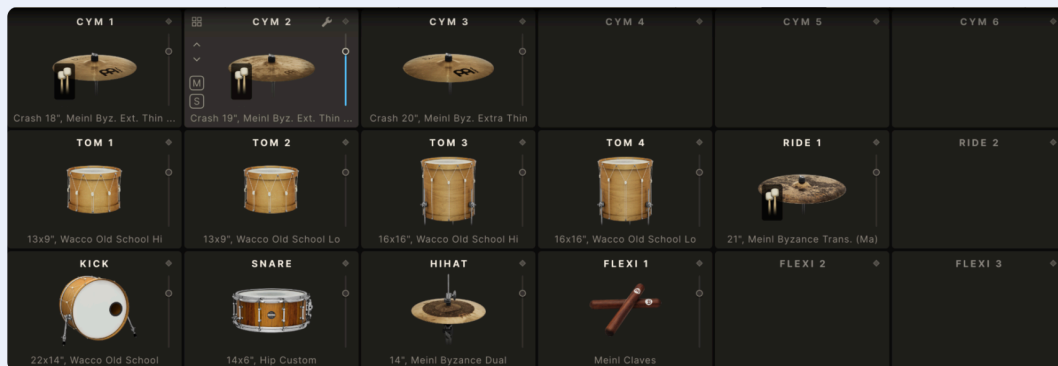 CYM 1
CYM 2
CYM 3
CYM 4
CYM 5
CYM 6
M
S
Crash 18", Meinl Byz. Ext. Thin ...
Crash 19", Meinl Byz. Ext. Thin ...
Crash 20", Meinl Byz. Extra Thin
TOM 1
TOM 2
TOM 3
TOM 4
RIDE 1
RIDE 2
13x9", Wacco Old School Hi
13x9", Wacco Old School Lo
16x16", Wacco Old School Hi
16x16", Wacco Old School Lo
21", Meinl Byzance Trans. (Ma)
KICK
SNARE
HIHAT
FLEXI 1
FLEXI 2
FLEXI 3
22x14", Wacco Old School
14x6", Hip Custom
14", Meinl Byzance Dual
Meinl Claves